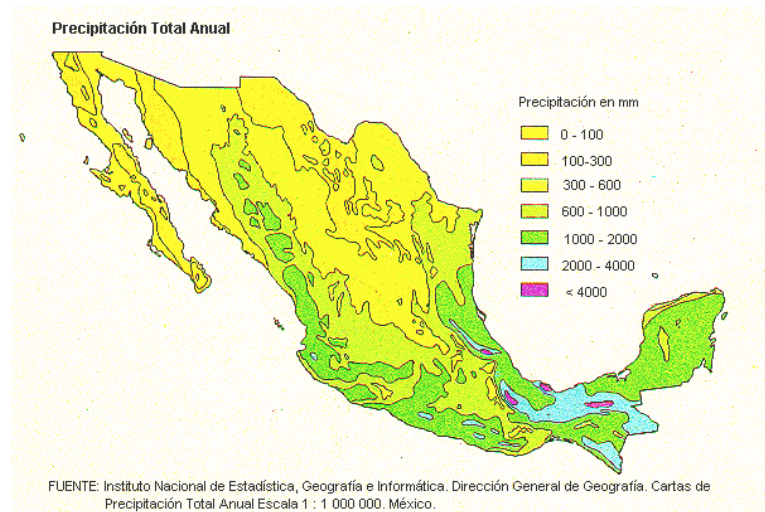 Precipitación Total Anual
Precipitación en mm
0 - 100
100-300
300 - 600
600 - 1000
1000 - 2000
2000 - 4000
< 4000
FUENTE: Instituto Nacional de Estadística, Geografía e Informática. Dirección General de Geografía. Cartas de
Precipitación Total Anual Escala 1 : 1 000 000. México.